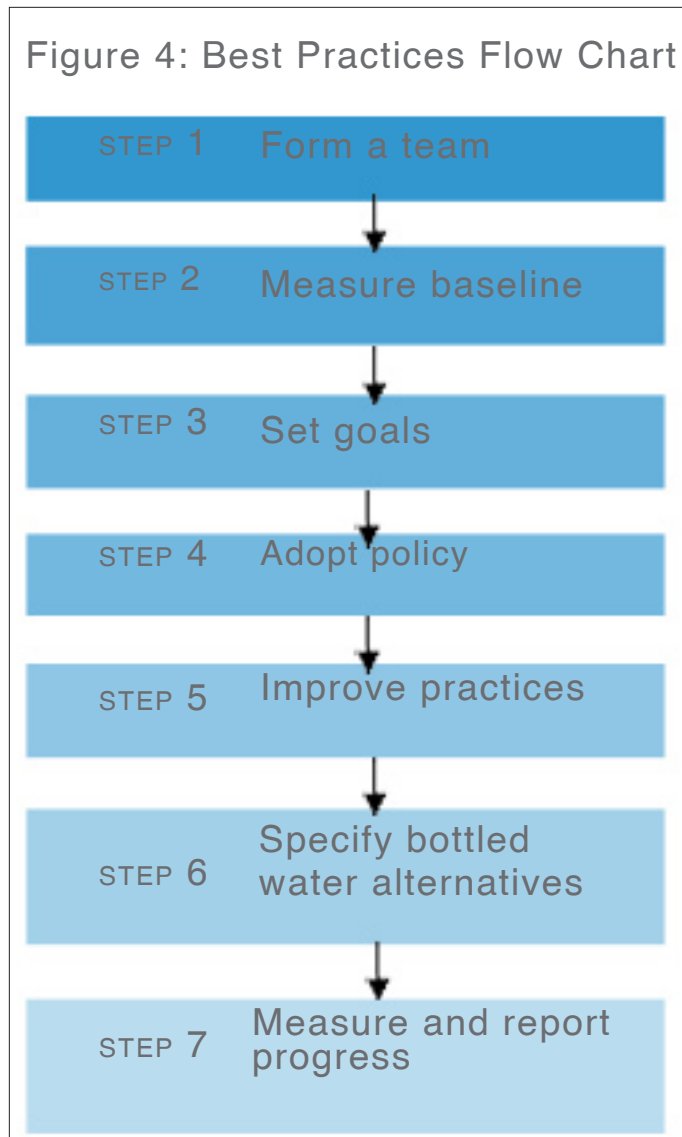 Figure 4: Best Practices Flow Chart
STEP 1 Form a team
STEP 2 Measure baseline
STEP 3 Set goals
STEP 4 Adopt policy
STEP 5 Improve practices
STEP 6 Specify bottled
water alternatives
STEP 7 Measure and report
progress